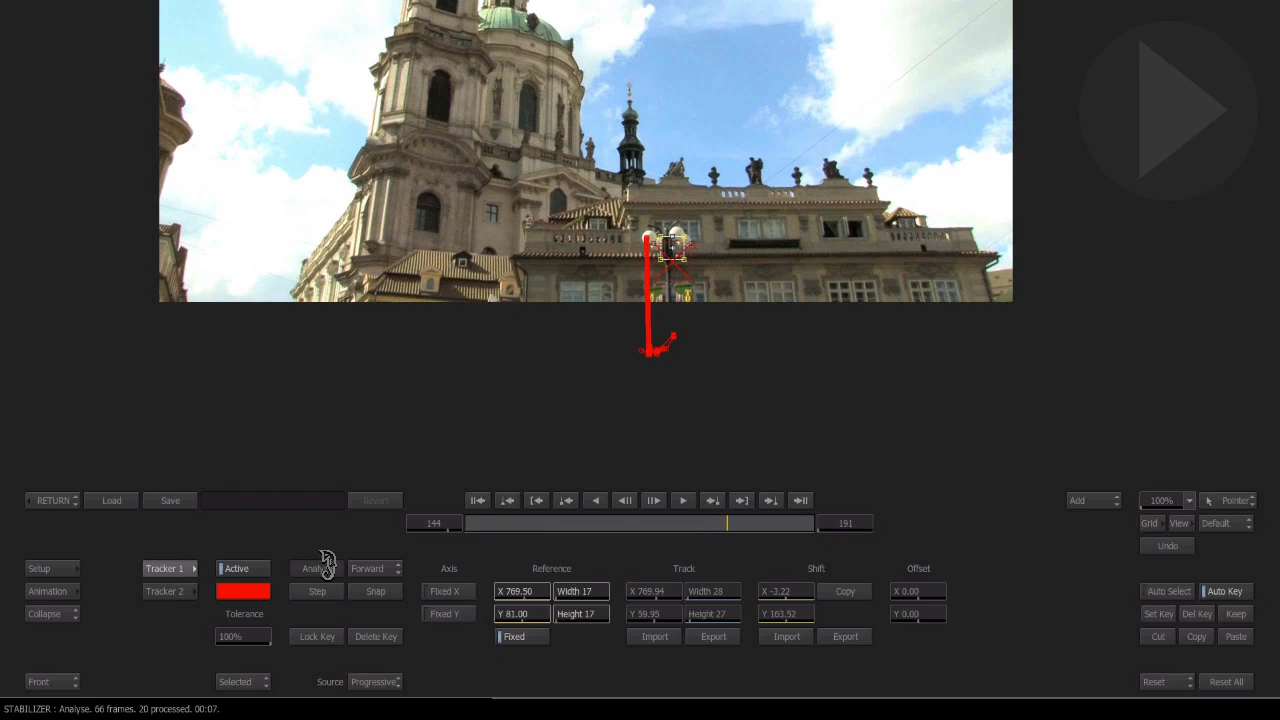 RETURN Load Save Revert Add 100% Pointer
144 191 Grid View Default
Undo
Setup Tracker 1 Active Forward Axis Reference Track Shift Offset
Animation Tracker 2 Step Snap Fixed X X 769.50 Width 17 X 769.94 Width 28 X -3.22 Copy X 0.00 Auto Select Auto Key
Collapse Tolerance Fixed Y Y 81.00 Height 17 Y 59.95 Height 27 Y 163.52 Y 0.00 Set Key Del Key Keep
100% Lock Key Delete Key Fixed Import Export Import Export Cut Copy Paste
Front Selected Source Progressive Reset Reset All
STABILIZER : Analyse. 66 frames. 20 processed. 00:07.